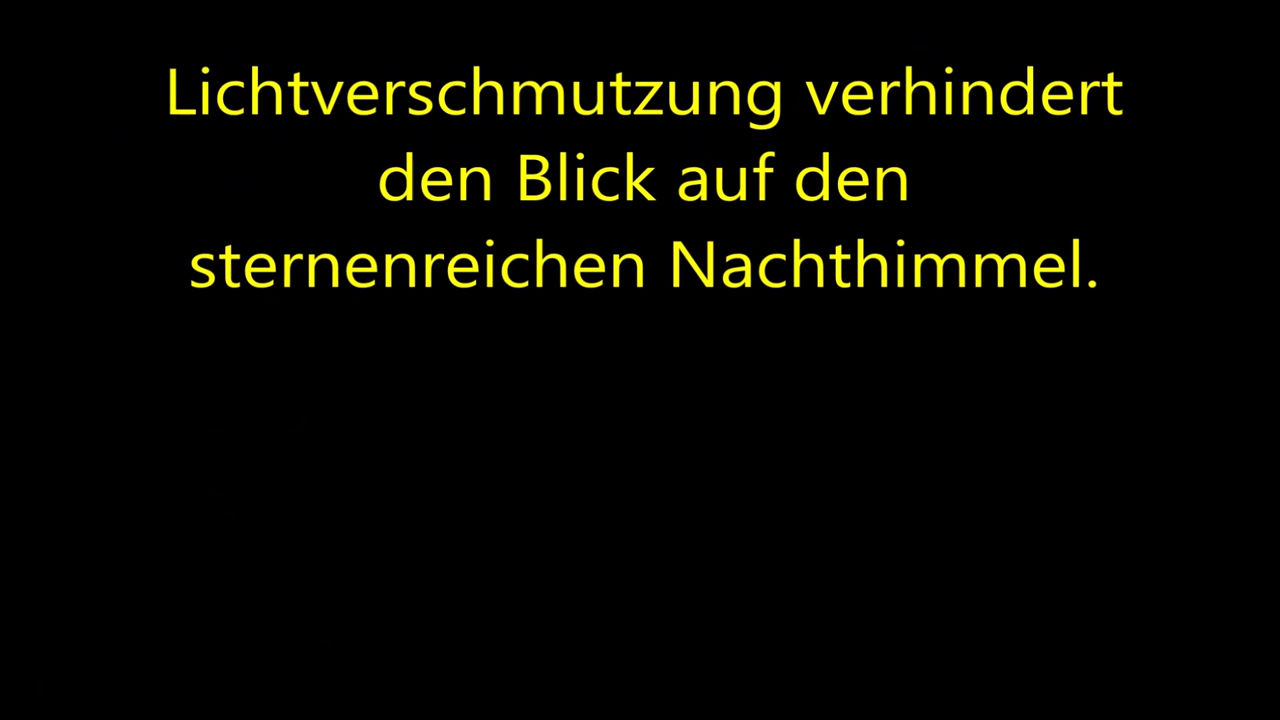 Lichtverschmutzung verhindert
den Blick auf den
sternenreichen Nachthimmel.